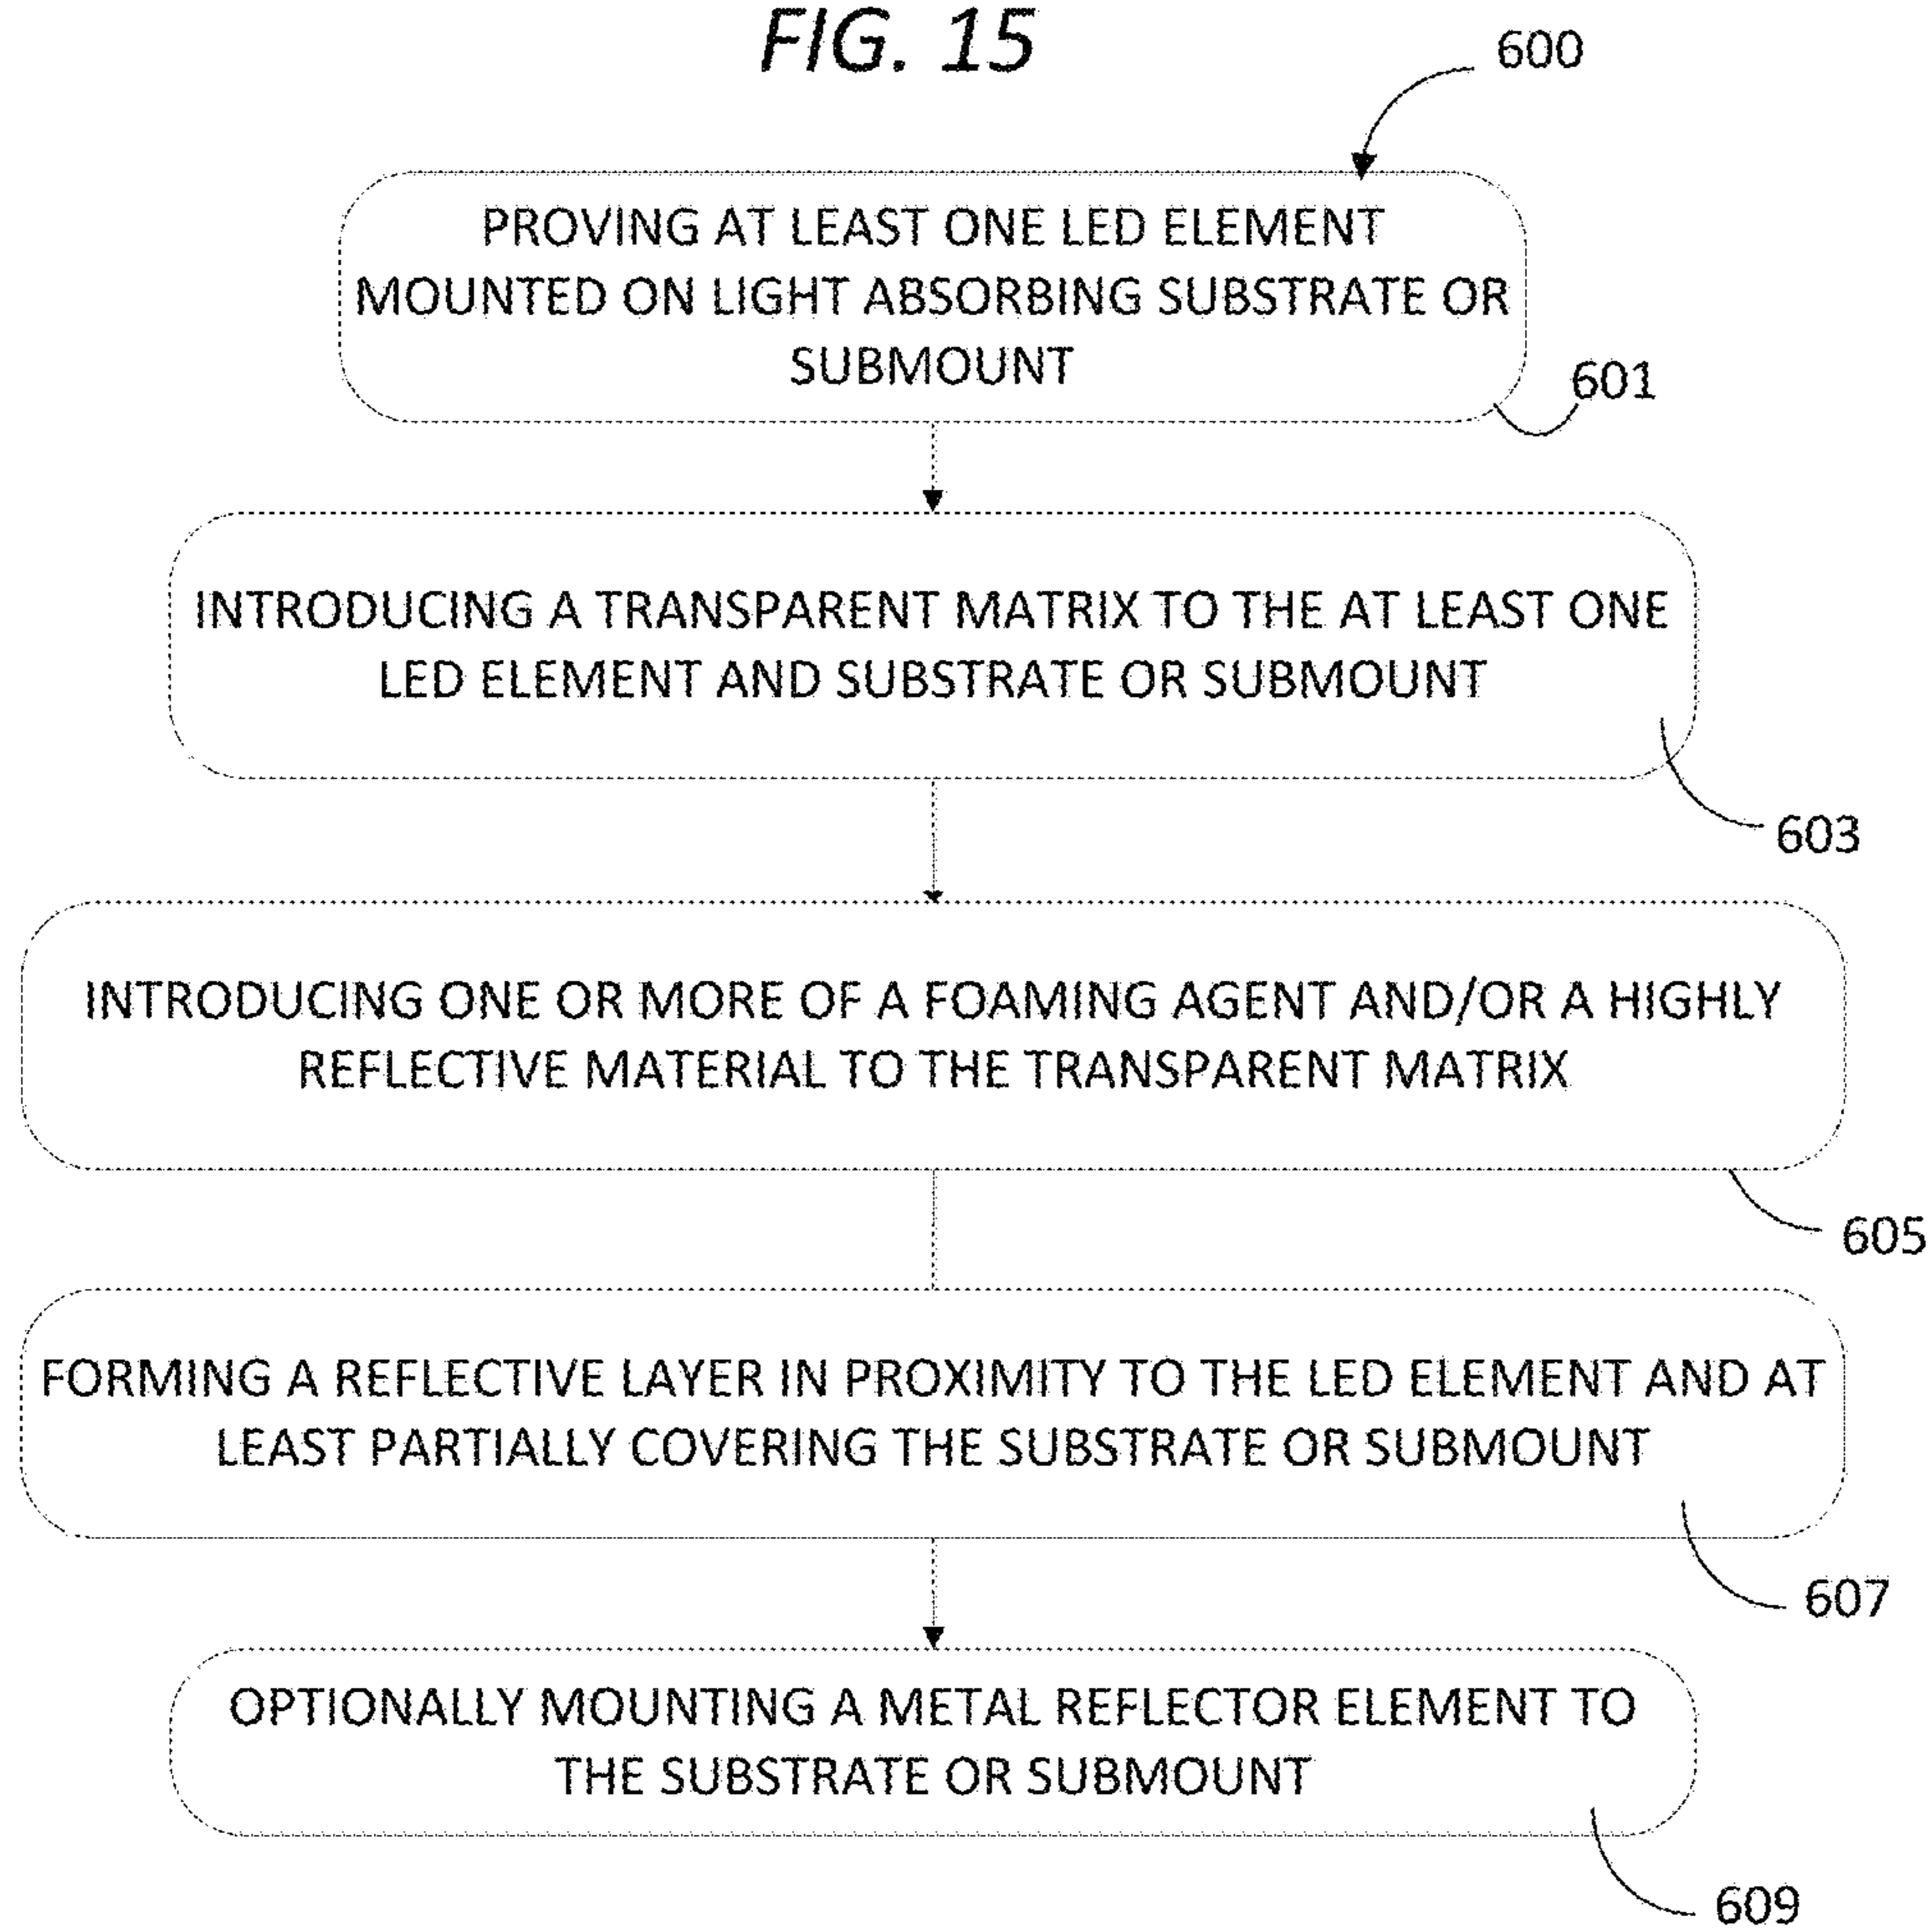 FIG. 15
600
PROVING AT LEAST ONE LED ELEMENT
MOUNTED ON LIGHT ABSORBING SUBSTRATE OR
SUBMOUNT
601
INTRODUCING A TRANSPARENT MATRIX TO THE AT LEAST ONE
LED ELEMENT AND SUBSTRATE OR SUBMOUNT
603
INTRODUCING ONE OR MORE OF A FOAMING AGENT AND/OR A HIGHLY
REFLECTIVE MATERIAL TO THE TRANSPARENT MATRIX
605
FORMING A REFLECTIVE LAYER IN PROXIMITY TO THE LED ELEMENT AND AT
LEAST PARTIALLY COVERING THE SUBSTRATE OR SUBMOUNT
607
OPTIONALLY MOUNTING A METAL REFLECTOR ELEMENT TO
THE SUBSTRATE OR SUBMOUNT
609